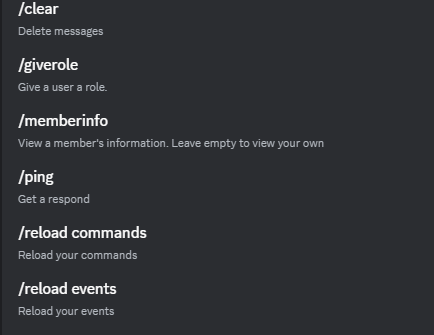 /clear
Delete messages
/giverole
Give a user a role.
/memberinfo
View a member's information. Leave empty to view your own
/ping
Get a respond
/reload commands
Reload your commands
/reload events
Reload your events